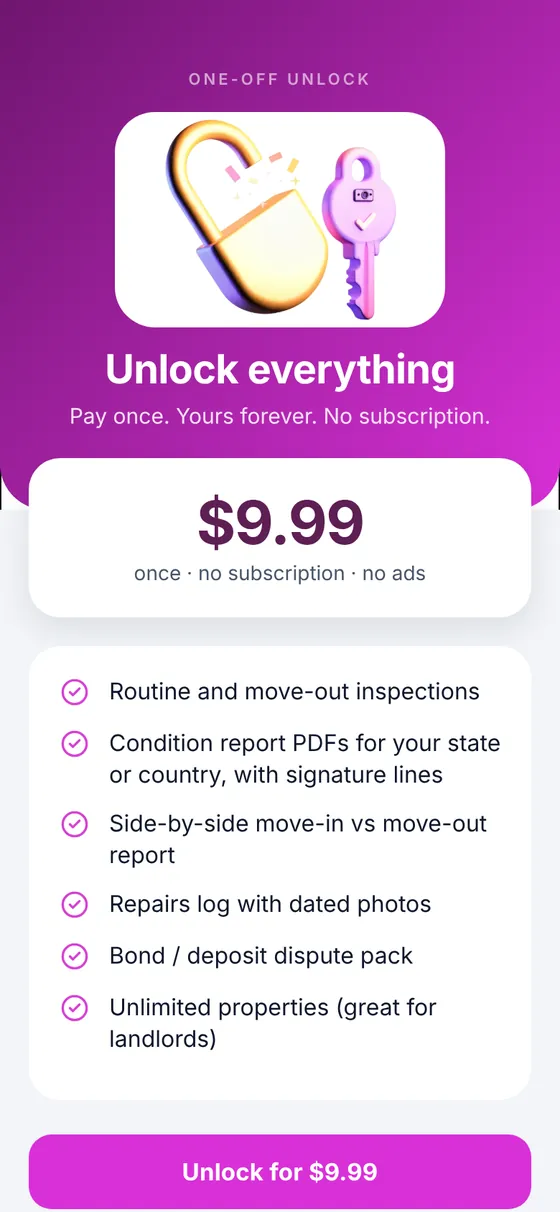 ONE-OFF UNLOCK
Unlock everything
Pay once. Yours forever. No subscription.
$9.99
once · no subscription · no ads
Routine and move-out inspections
Condition report PDFs for your state
or country, with signature lines
Side-by-side move-in vs move-out
report
Repairs log with dated photos
Bond / deposit dispute pack
Unlimited properties (great for
landlords)
Unlock for $9.99